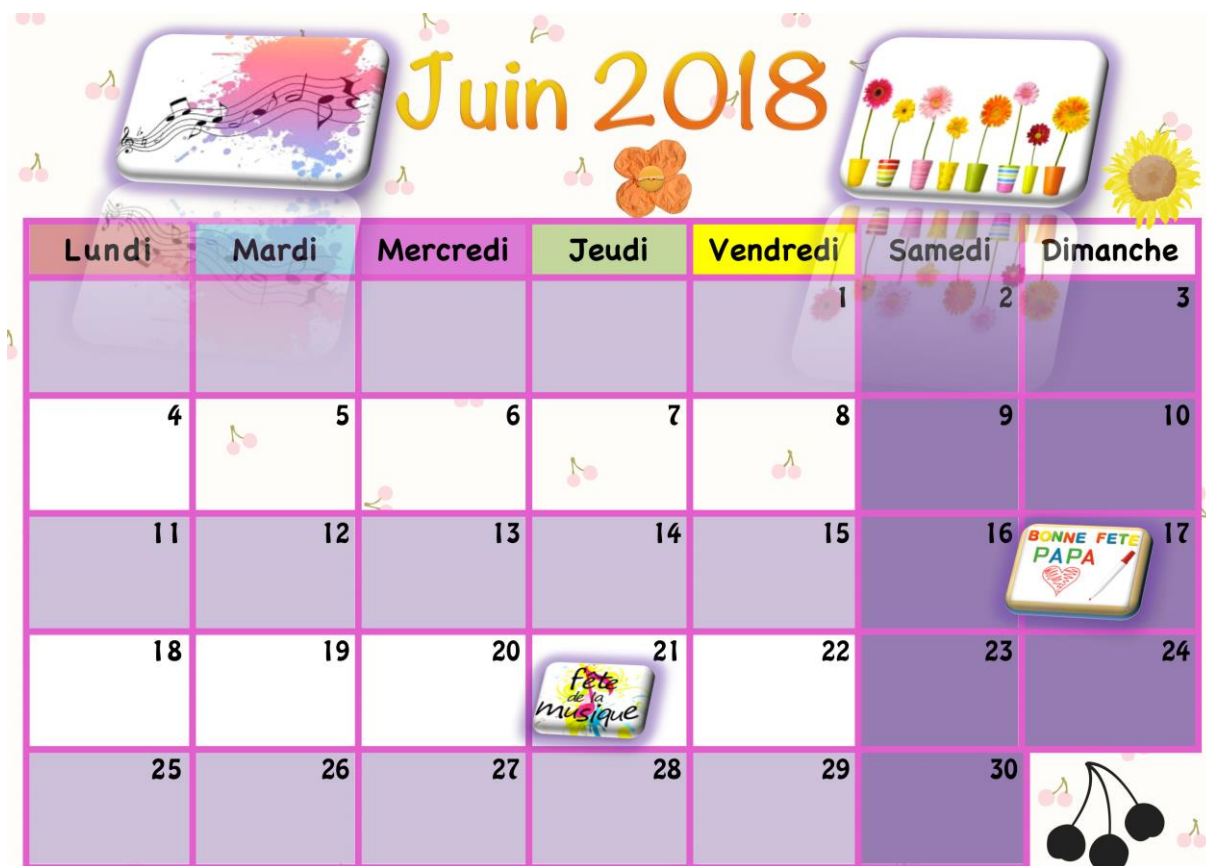 Juin 2018
Lundi Mardi Mercredi Jeudi Vendredi Samedi Dimanche
1 2 3
4 5 6 7 8 9 10
11 12 13 14 15 16 17
BONNE FETE
PAPA
18 19 20 21 22 23 24
fête
de la
musique
25 26 27 28 29 30